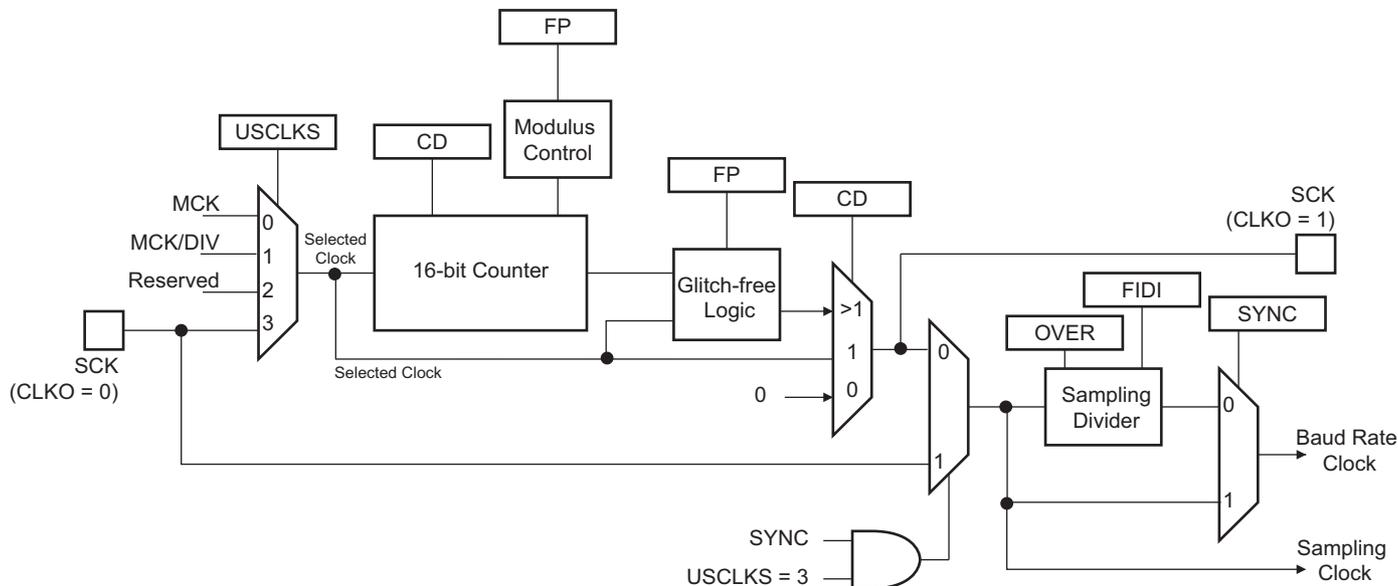 FP
USCLKS
CD
Modulus
Control
FP
CD
SCK
(CLKO = 1)
MCK
0
MCK/DIV
1
Reserved
2
3
Selected
Clock
16-bit Counter
Glitch-free
Logic
>1
1
0
0
Selected Clock
SCK
(CLKO = 0)
FIDI
OVER
SYNC
0
1
Sampling
Divider
0
1
Baud Rate
Clock
SYNC
USCLKS = 3
Sampling
Clock